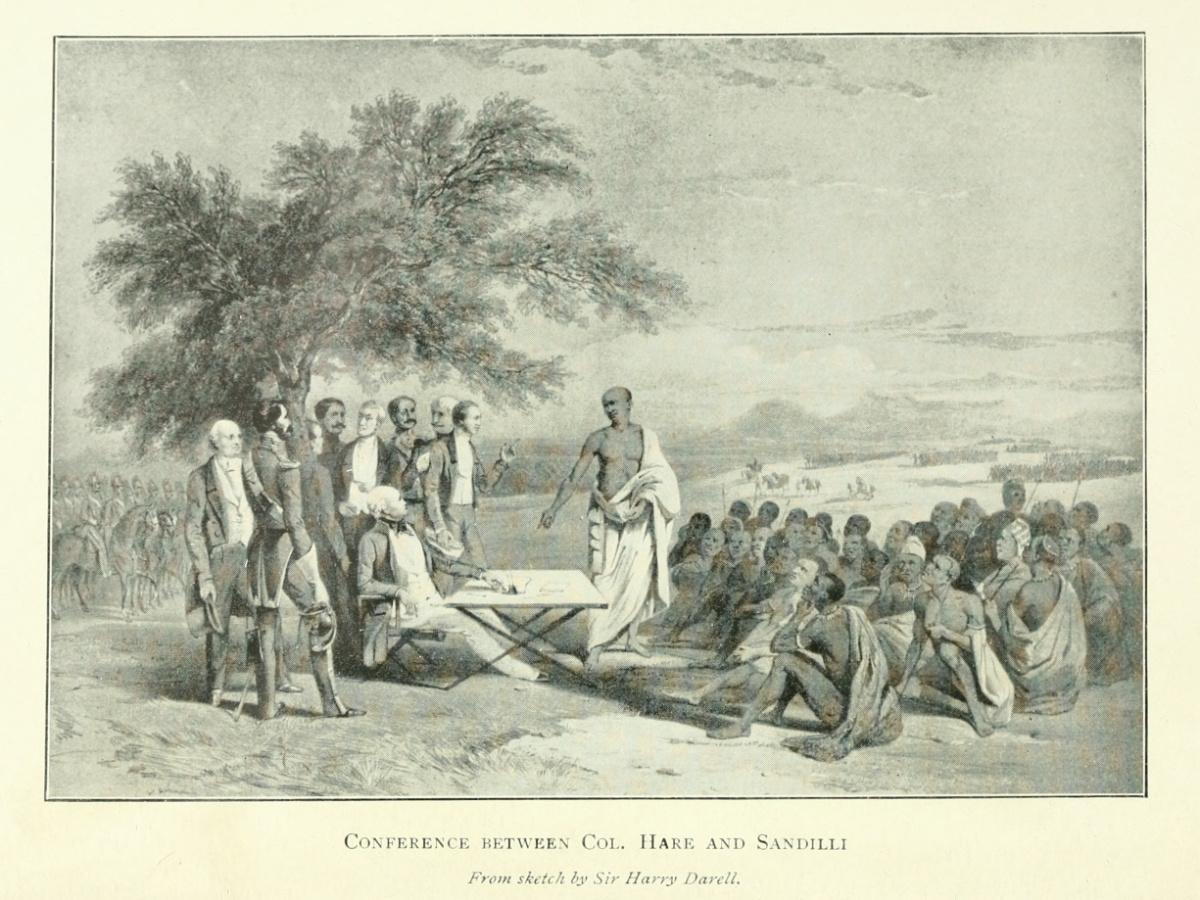 CONFERENCE BETWEEN COL. HARE AND SANDILLI
From sketch by Sir Harry Darell.